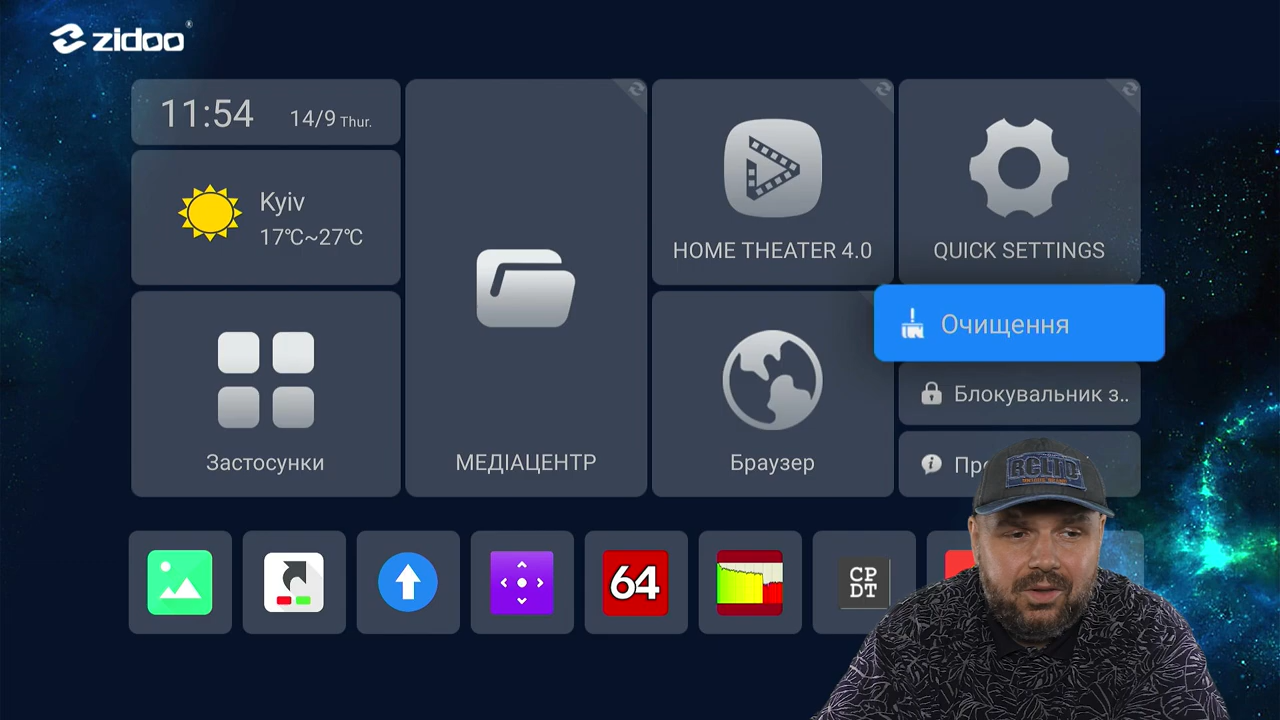 zidoo
11:54 14/9 Thur.
Kyiv
17℃~27℃
HOME THEATER 4.0
QUICK SETTINGS
Очищення
Блокувальник з..
Застосунки
МЕДІАЦЕНТР
Браузер
64
CP
DT